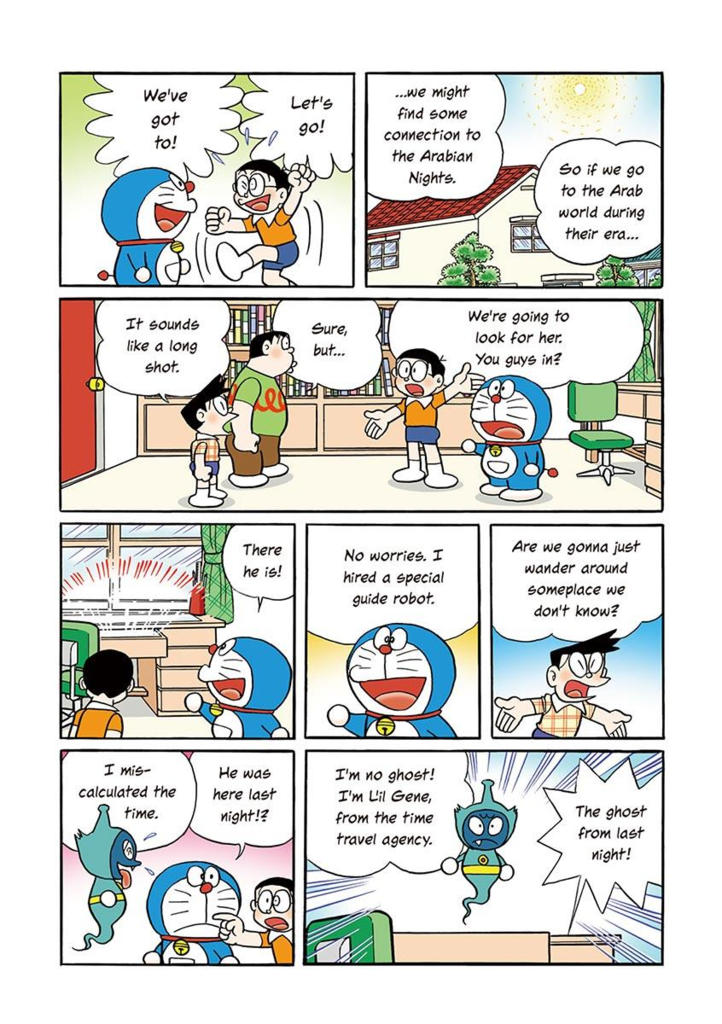 So if we go
to the Arab
world during
their era...
...we might
find some
connection to
the Arabian
Nights.
Let's
go!
We've
got
to!
We're going to
look for her.
You guys in?
Sure,
but...
It sounds
like a long
shot.
Are we gonna just
wander around
someplace we
don't know?
No worries. I
hired a special
guide robot.
There
he is!
The ghost
from last
night!
I'm no ghost!
I'm L'il Gene,
from the time
travel agency.
He was
here last
night!?
I mis-
calculated the
time.